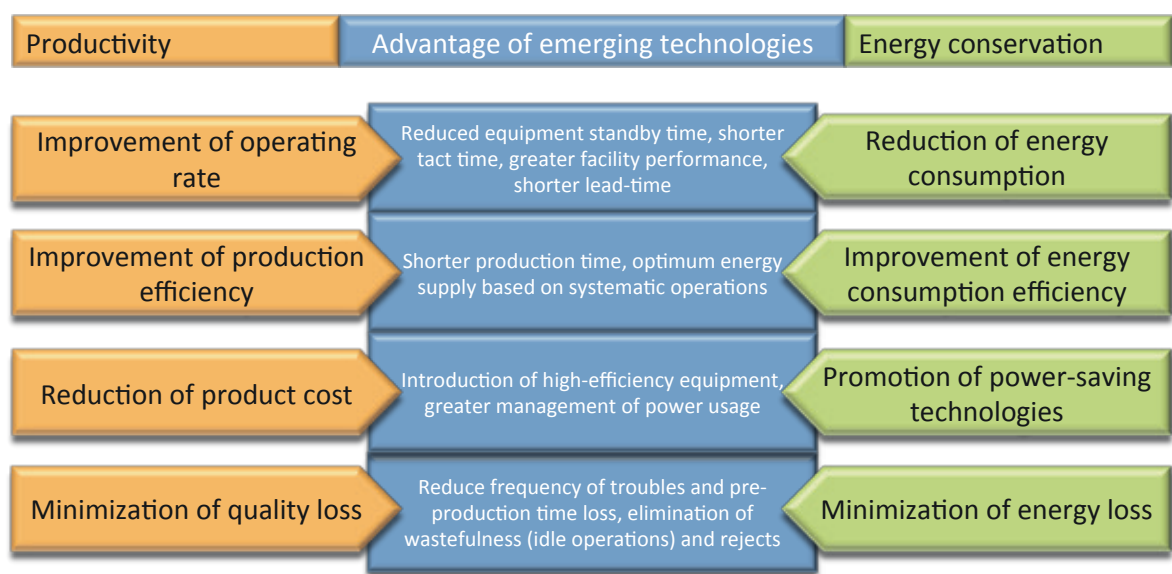 Productivity
Advantage of emerging technologies
Energy conservation
Improvement of operating
rate
Reduced equipment standby time, shorter
tact time, greater facility performance,
shorter lead-time
Reduction of energy
consumption
Improvement of production
efficiency
Shorter production time, optimum energy
supply based on systematic operations
Improvement of energy
consumption efficiency
Reduction of product cost
Introduction of high-efficiency equipment,
greater management of power usage
Promotion of power-saving
technologies
Minimization of quality loss
Reduce frequency of troubles and pre-
production time loss, elimination of
wastefulness (idle operations) and rejects
Minimization of energy loss